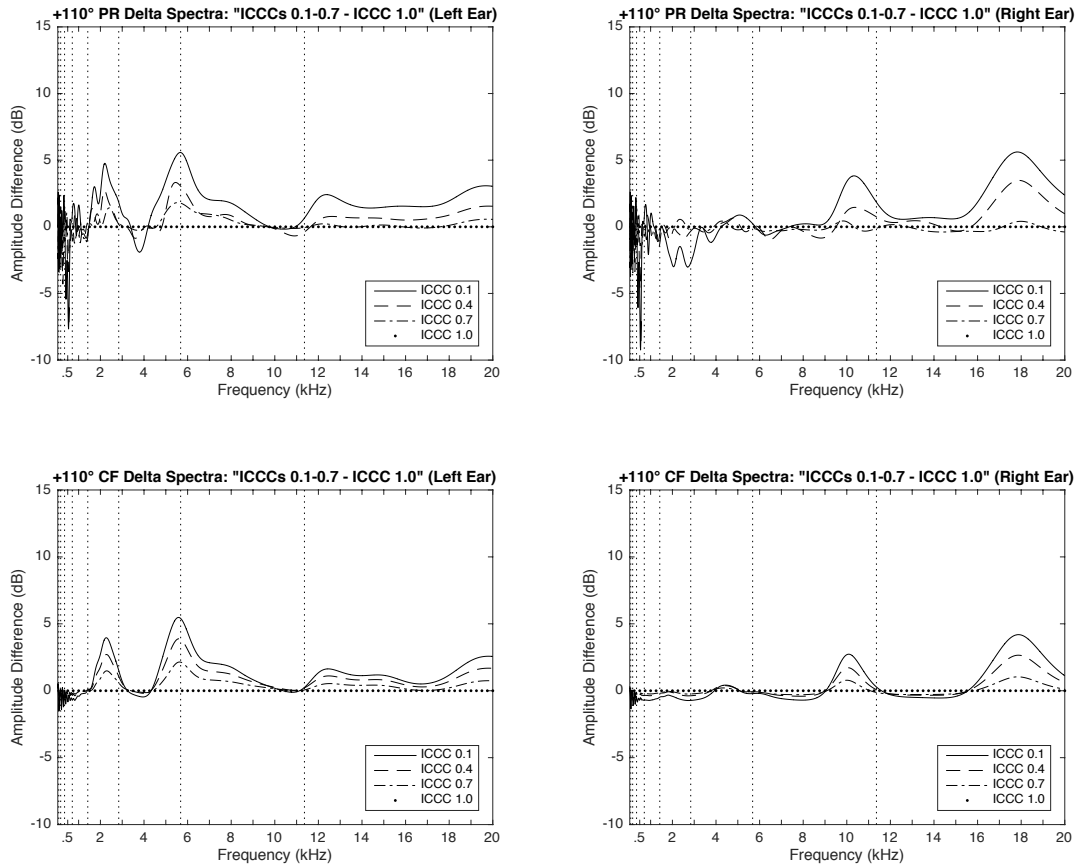 +110° PR Delta Spectra: "ICCCs 0.1-0.7 - ICCC 1.0" (Left Ear)
15
10
5
0
-5
-10
Amplitude Difference (dB)
.5 2 4 6 8 10 12 14 16 18 20
Frequency (kHz)
ICCC 0.1
ICCC 0.4
ICCC 0.7
ICCC 1.0
+110° PR Delta Spectra: "ICCCs 0.1-0.7 - ICCC 1.0" (Right Ear)
15
10
5
0
-5
-10
Amplitude Difference (dB)
.5 2 4 6 8 10 12 14 16 18 20
Frequency (kHz)
ICCC 0.1
ICCC 0.4
ICCC 0.7
ICCC 1.0
+110° CF Delta Spectra: "ICCCs 0.1-0.7 - ICCC 1.0" (Left Ear)
15
10
5
0
-5
-10
Amplitude Difference (dB)
.5 2 4 6 8 10 12 14 16 18 20
Frequency (kHz)
ICCC 0.1
ICCC 0.4
ICCC 0.7
ICCC 1.0
+110° CF Delta Spectra: "ICCCs 0.1-0.7 - ICCC 1.0" (Right Ear)
15
10
5
0
-5
-10
Amplitude Difference (dB)
.5 2 4 6 8 10 12 14 16 18 20
Frequency (kHz)
ICCC 0.1
ICCC 0.4
ICCC 0.7
ICCC 1.0